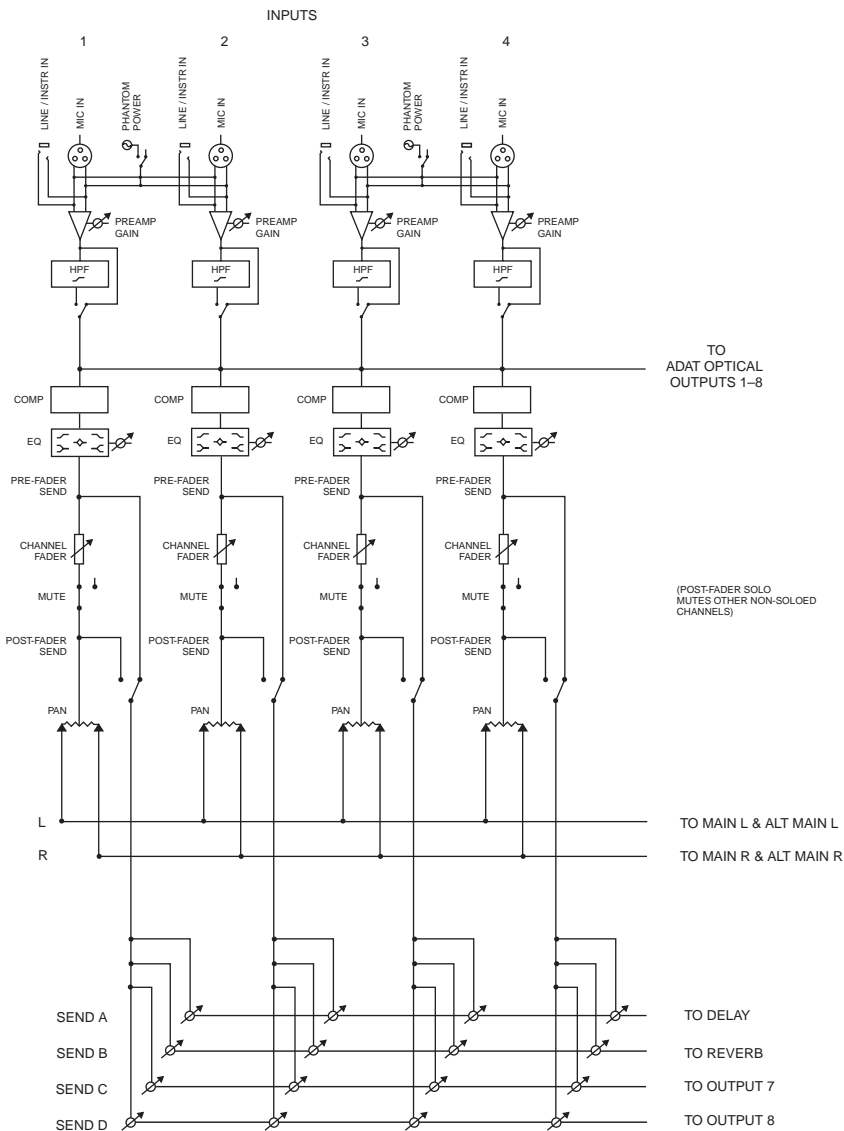 INPUTS
1 2 3 4
LINE / INSTR IN MIC IN PHANTOM POWER LINE / INSTR IN MIC IN LINE / INSTR IN MIC IN PHANTOM POWER LINE / INSTR IN MIC IN
PREAMP GAIN PREAMP GAIN PREAMP GAIN PREAMP GAIN
HPF HPF HPF HPF
TO
ADAT OPTICAL
OUTPUTS 1–8
COMP COMP COMP COMP
EQ EQ EQ EQ
PRE-FADER PRE-FADER PRE-FADER PRE-FADER
SEND SEND SEND SEND
CHANNEL CHANNEL CHANNEL CHANNEL
FADER FADER FADER FADER
MUTE MUTE MUTE MUTE
(POST-FADER SOLO
MUTES OTHER NON-SOLOED
CHANNELS)
POST-FADER POST-FADER POST-FADER POST-FADER
SEND SEND SEND SEND
PAN PAN PAN PAN
L TO MAIN L & ALT MAIN L
R TO MAIN R & ALT MAIN R
SEND A TO DELAY
SEND B TO REVERB
SEND C TO OUTPUT 7
SEND D TO OUTPUT 8